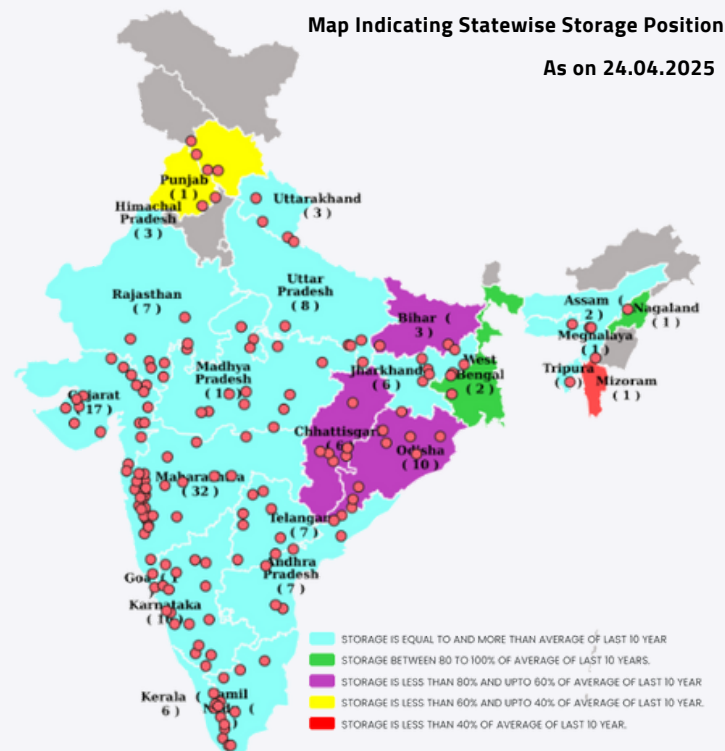 Map Indicating Statewise Storage Position
As on 24.04.2025
Punjab
( 1 )
Himachal
Pradesh
( 3 )
Uttarakhand
( 3 )
Rajasthan
( 7 )
Uttar
Pradesh
( 8 )
Bihar (
3 )
Assam (
2 )
Nagaland
( 1 )
Meghalaya
( 1 )
Tripura
Mizoram
( 1 )
Madhya
Pradesh
Jharkhand
( 6 )
West
Bengal
( 2 )
Gujarat
( 17 )
Chhattisgarh
Odisha
( 10 )
Maharashtra
( 32 )
Telangana
( 7 )
Andhra
Pradesh
( 7 )
Goa ( 1
)
Karnataka
Kerala (
6 )
Tamil
STORAGE IS EQUAL TO AND MORE THAN AVERAGE OF LAST 10 YEAR
STORAGE BETWEEN 80 TO 100% OF AVERAGE OF LAST 10 YEARS.
STORAGE IS LESS THAN 80% AND UPTO 60% OF AVERAGE OF LAST 10 YEAR
STORAGE IS LESS THAN 60% AND UPTO 40% OF AVERAGE OF LAST 10 YEAR.
STORAGE IS LESS THAN 40% OF AVERAGE OF LAST 10 YEAR.